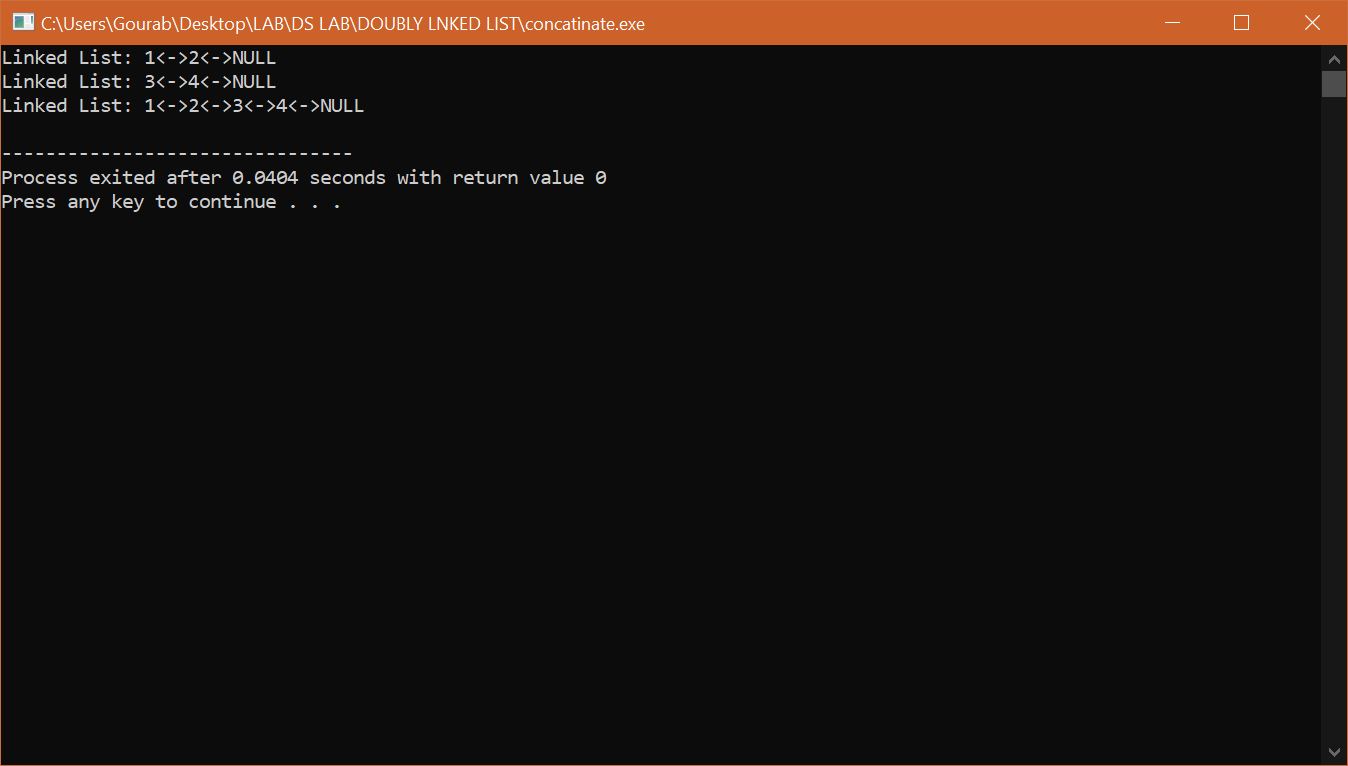 C:\Users\Gourab\Desktop\LAB\DS LAB\DOUBLY LNKED LIST\concatinate.exe
Linked List: 1<->2<->NULL
Linked List: 3<->4<->NULL
Linked List: 1<->2<->3<->4<->NULL
--------------------------------
Process exited after 0.0404 seconds with return value 0
Press any key to continue . . .